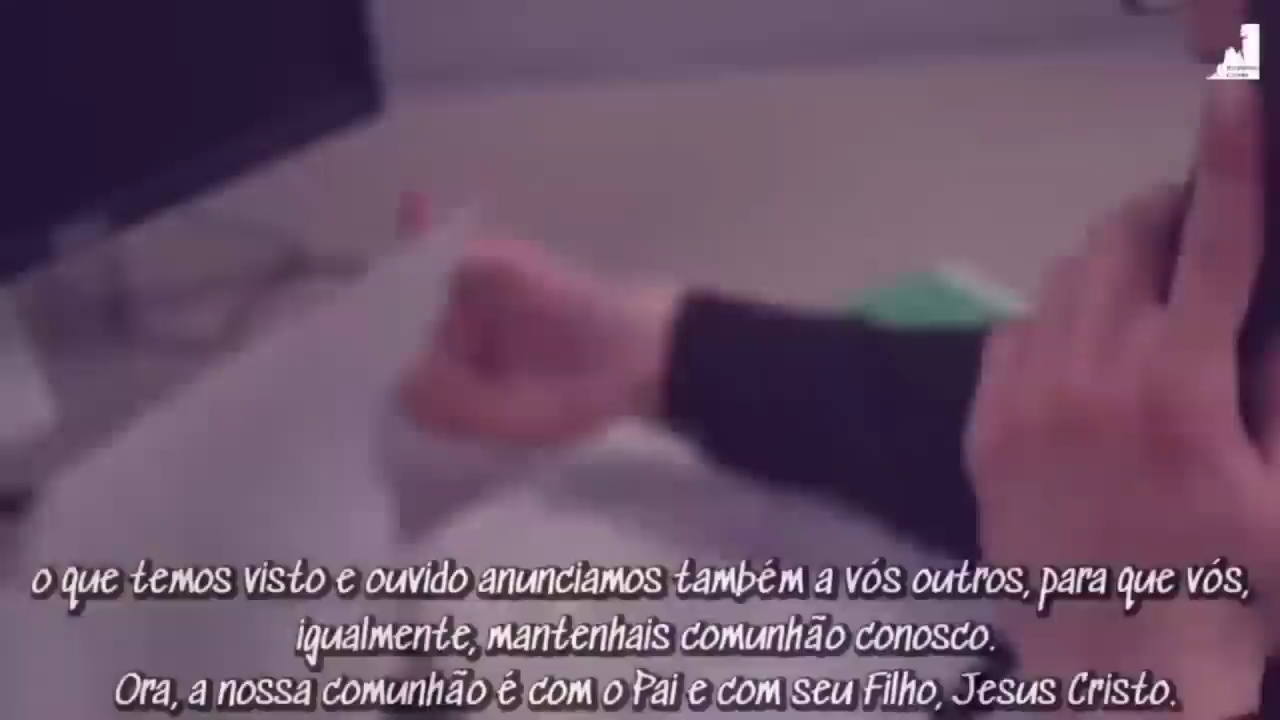 o que temos visto e ouvido anunciamos também a vós outros, para que vós,
igualmente, mantenhais comunhão conosco.
Ora, a nossa comunhão é com o Pai e com seu Filho, Jesus Cristo.